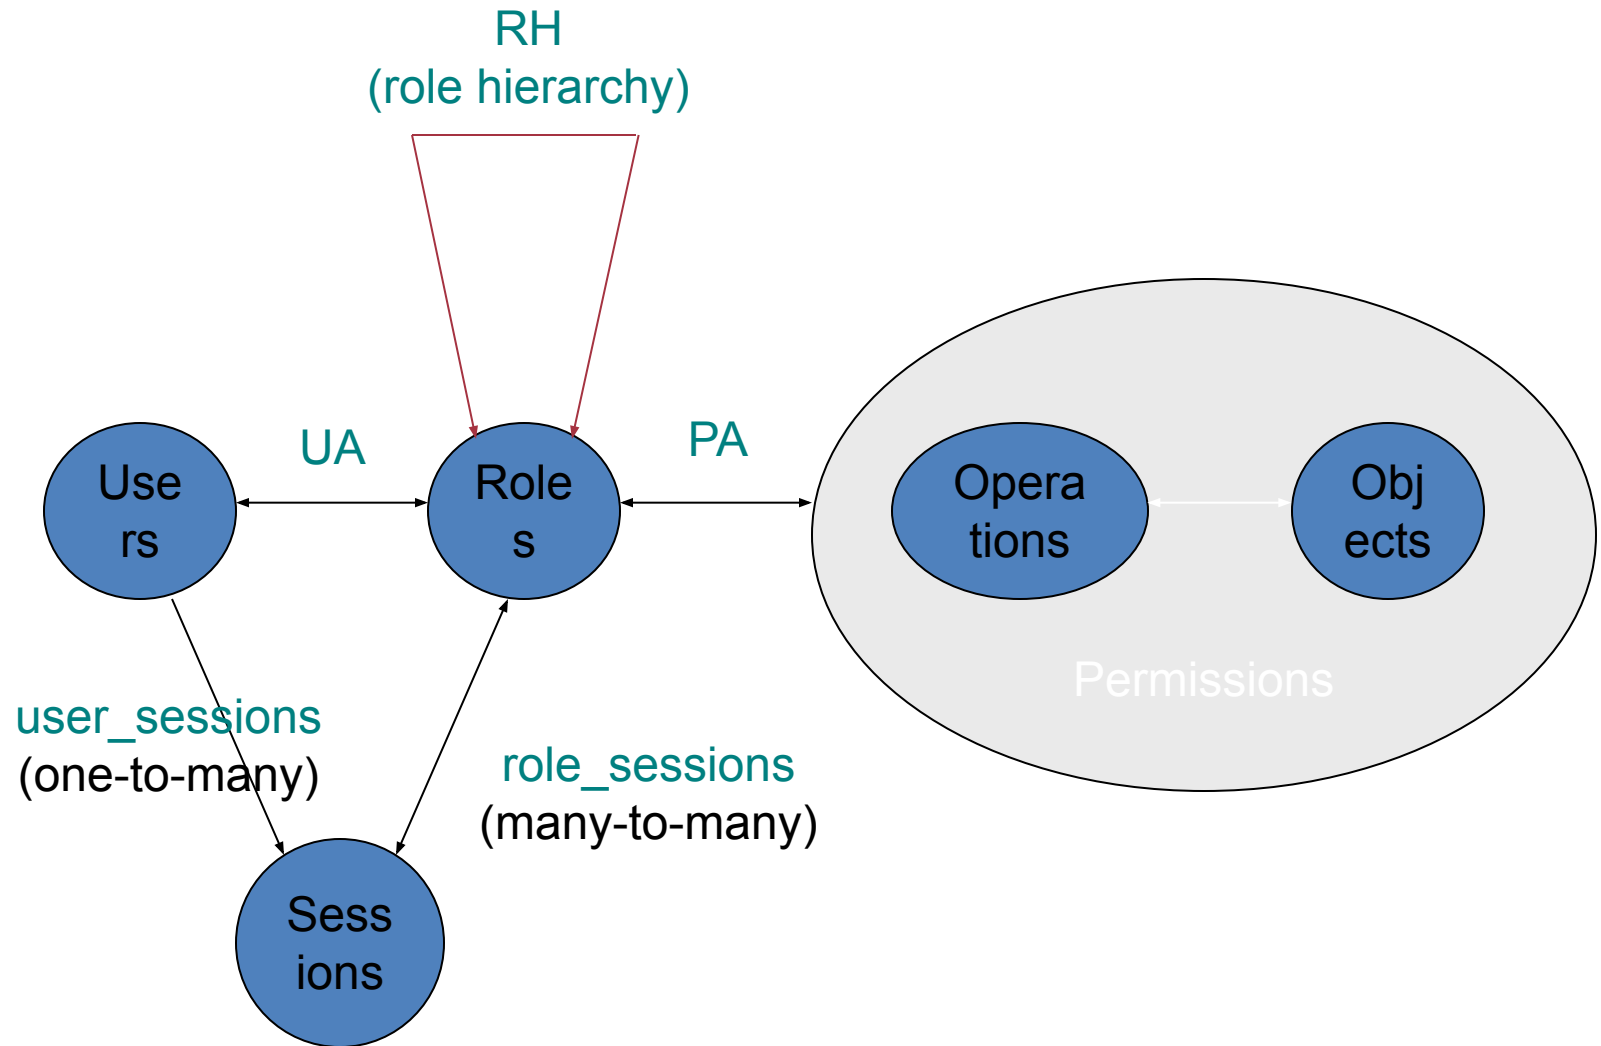 RH
(role hierarchy)
UA
PA
Use
rs
Role
s
Opera
tions
Obj
ects
Permissions
user_sessions
(one-to-many)
role_sessions
(many-to-many)
Sess
ions